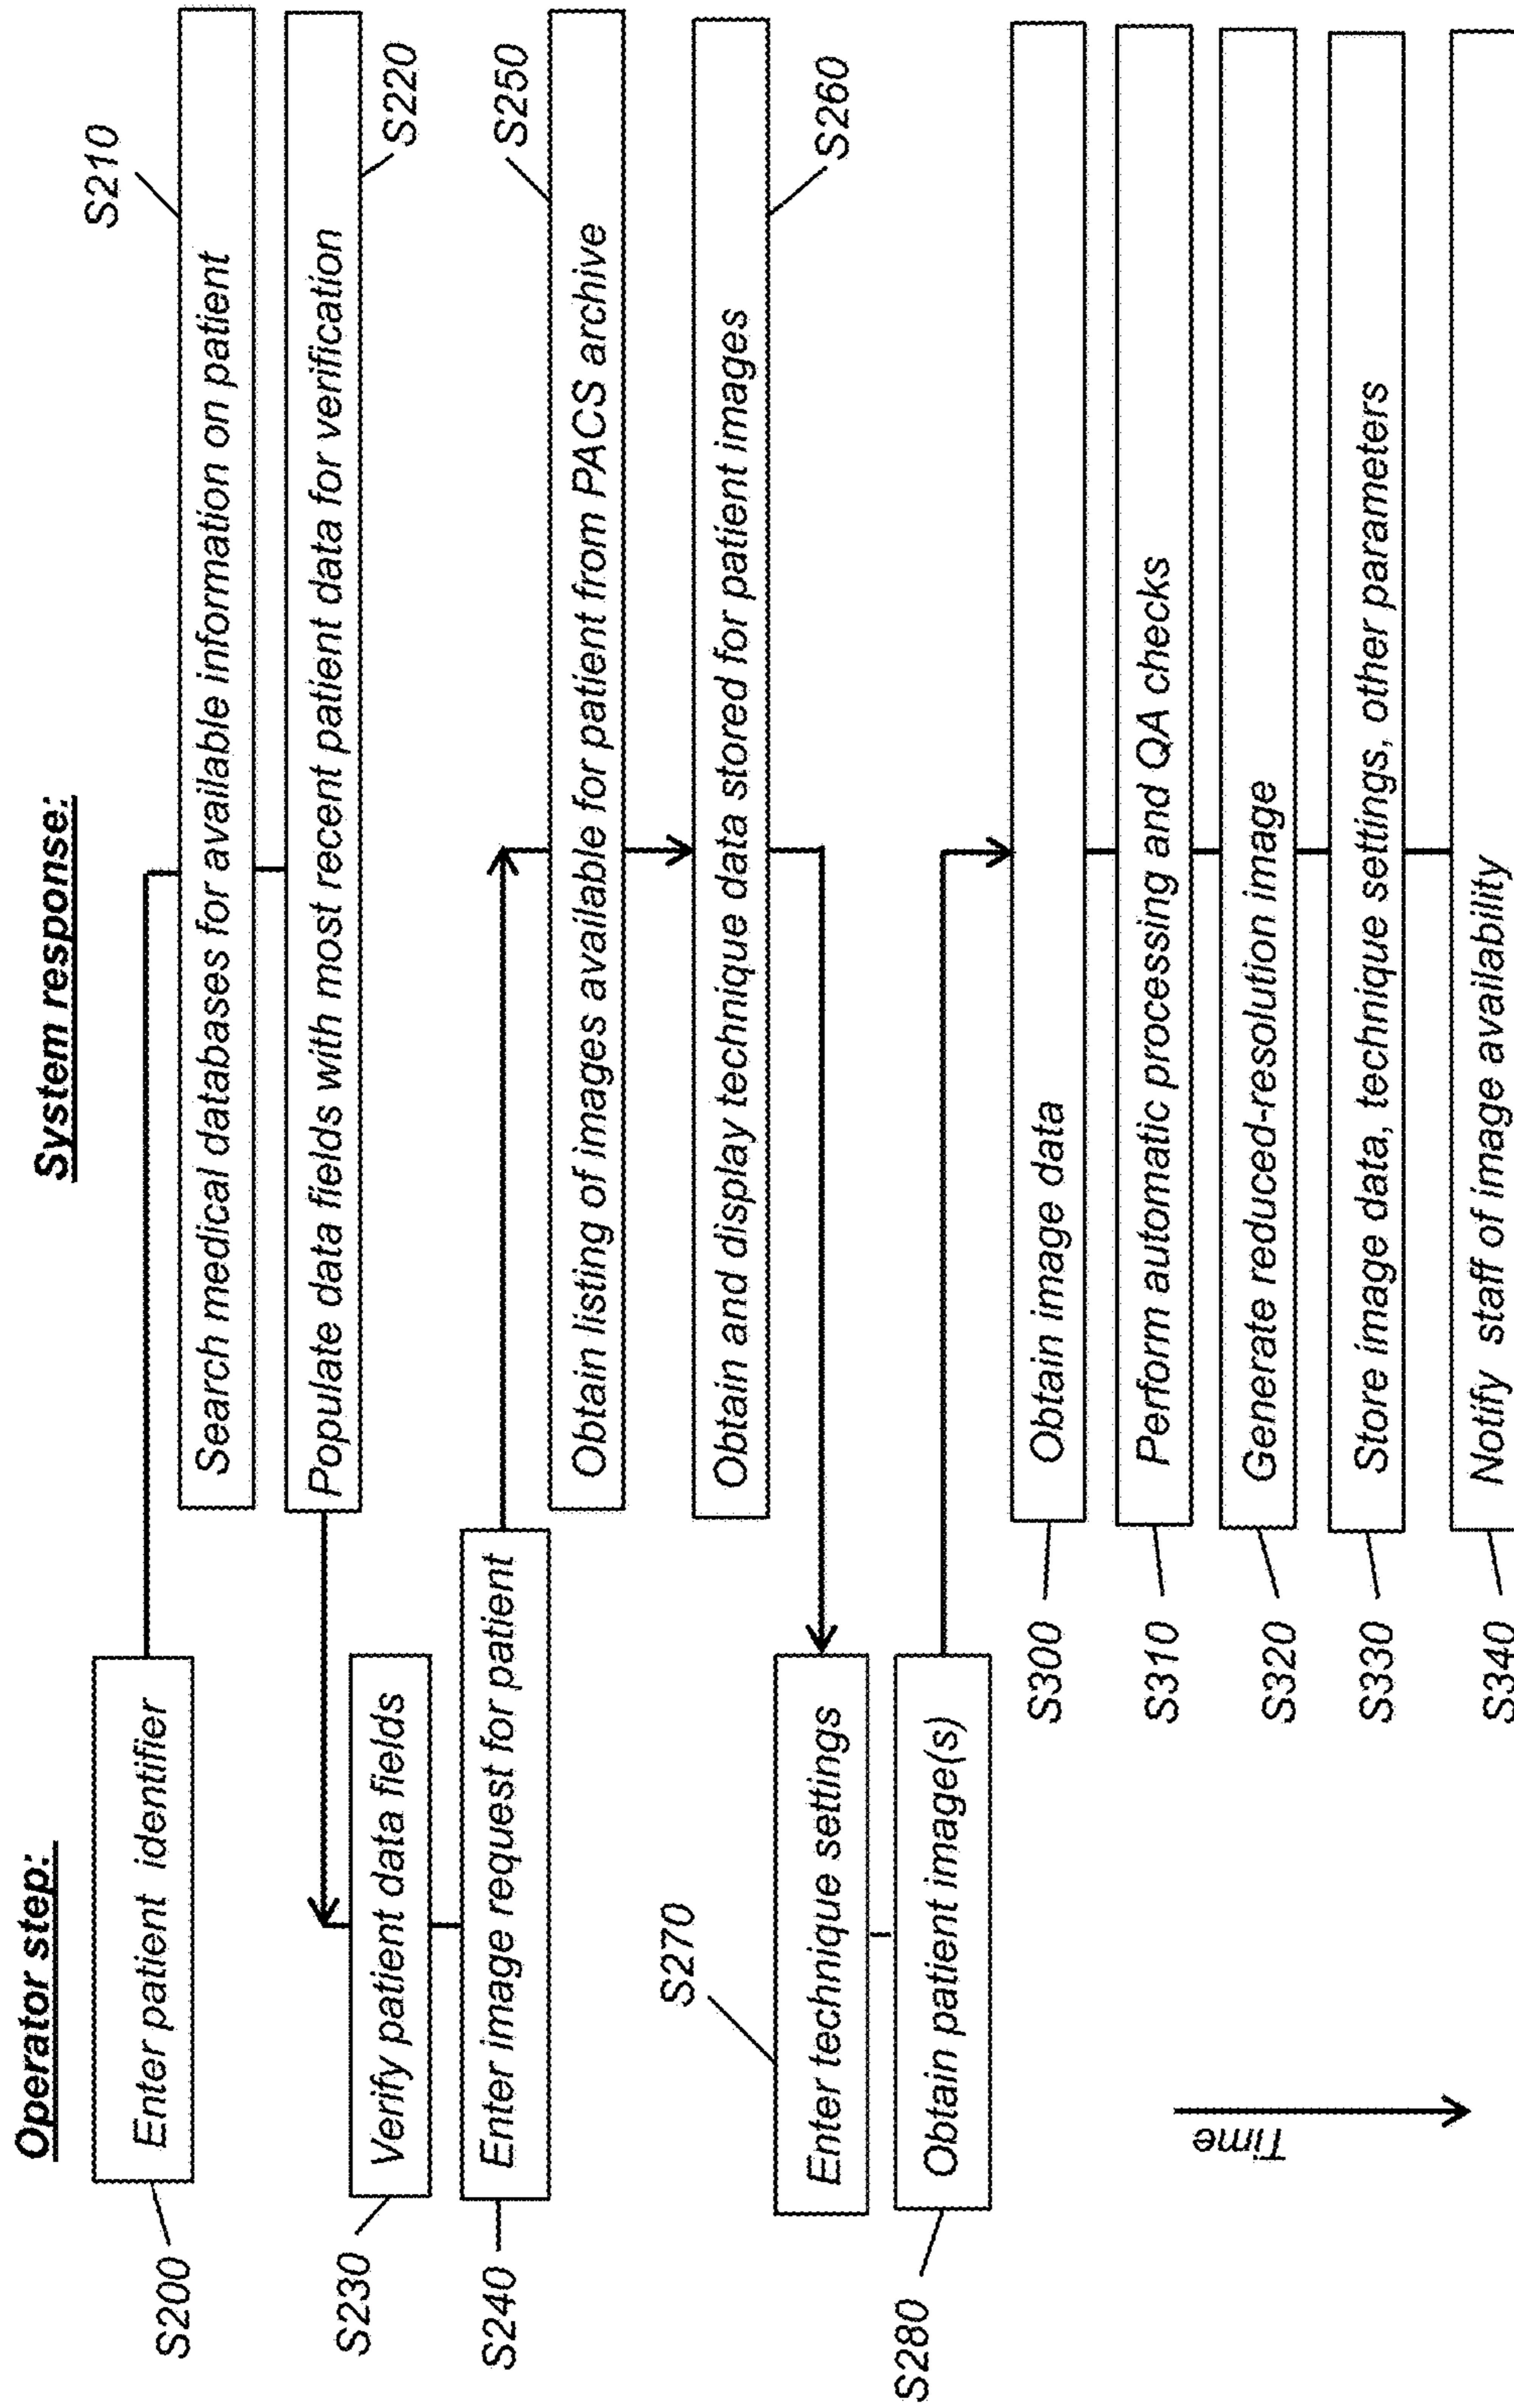 Operator step:
System response:
S200
Enter patient identifier
S210
Search medical databases for available information on patient
Populate data fields with most recent patient data for verification
S220
S230
Verify patient data fields
S240
Enter image request for patient
S250
Obtain listing of images available for patient from PACS archive
Obtain and display technique data stored for patient images
S260
S270
Enter technique settings
S280
Obtain patient image(s)
S300
Obtain image data
S310
Perform automatic processing and QA checks
S320
Generate reduced-resolution image
S330
Store image data, technique settings, other parameters
S340
Notify staff of image availability
Time